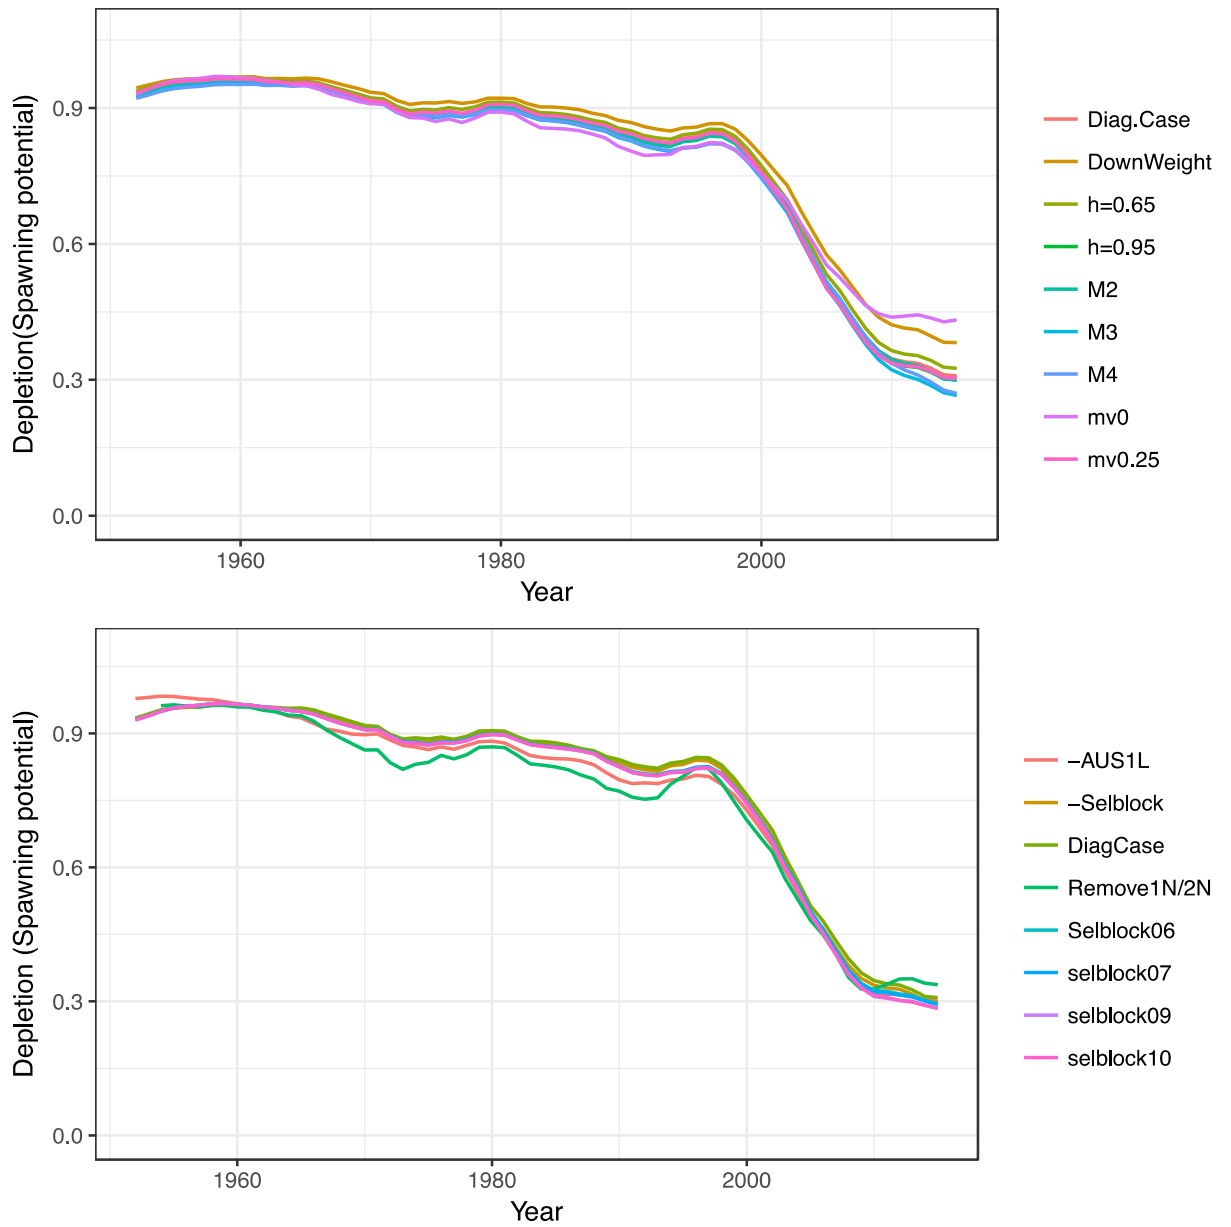 Depletion(Spawning potential)
0.9
0.6
0.3
0.0
1960
1980
2000
Year
Diag.Case
DownWeight
h=0.65
h=0.95
M2
M3
M4
mv0
mv0.25
Depletion (Spawning potential)
0.9
0.6
0.3
0.0
1960
1980
2000
Year
−AUS1L
−Selblock
DiagCase
Remove1N/2N
Selblock06
selblock07
selblock09
selblock10